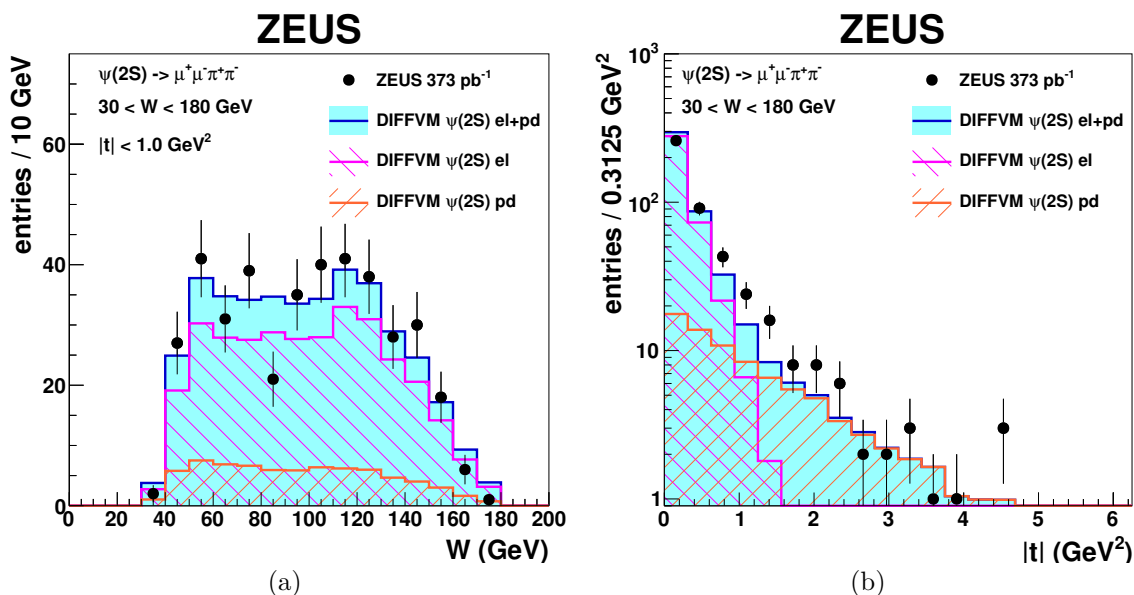 ZEUS
entries / 10 GeV
ψ(2S) -> μ⁺μ⁻π⁺π⁻
30 < W < 180 GeV
|t| < 1.0 GeV²
ZEUS 373 pb⁻¹
DIFFVM ψ(2S) el+pd
DIFFVM ψ(2S) el
DIFFVM ψ(2S) pd
60
40
20
0
0 20 40 60 80 100 120 140 160 180 200
W (GeV)
(a)
ZEUS
entries / 0.3125 GeV²
ψ(2S) -> μ⁺μ⁻π⁺π⁻
30 < W < 180 GeV
ZEUS 373 pb⁻¹
DIFFVM ψ(2S) el+pd
DIFFVM ψ(2S) el
DIFFVM ψ(2S) pd
10³
10²
10
1
0 1 2 3 4 5 6
|t| (GeV²)
(b)